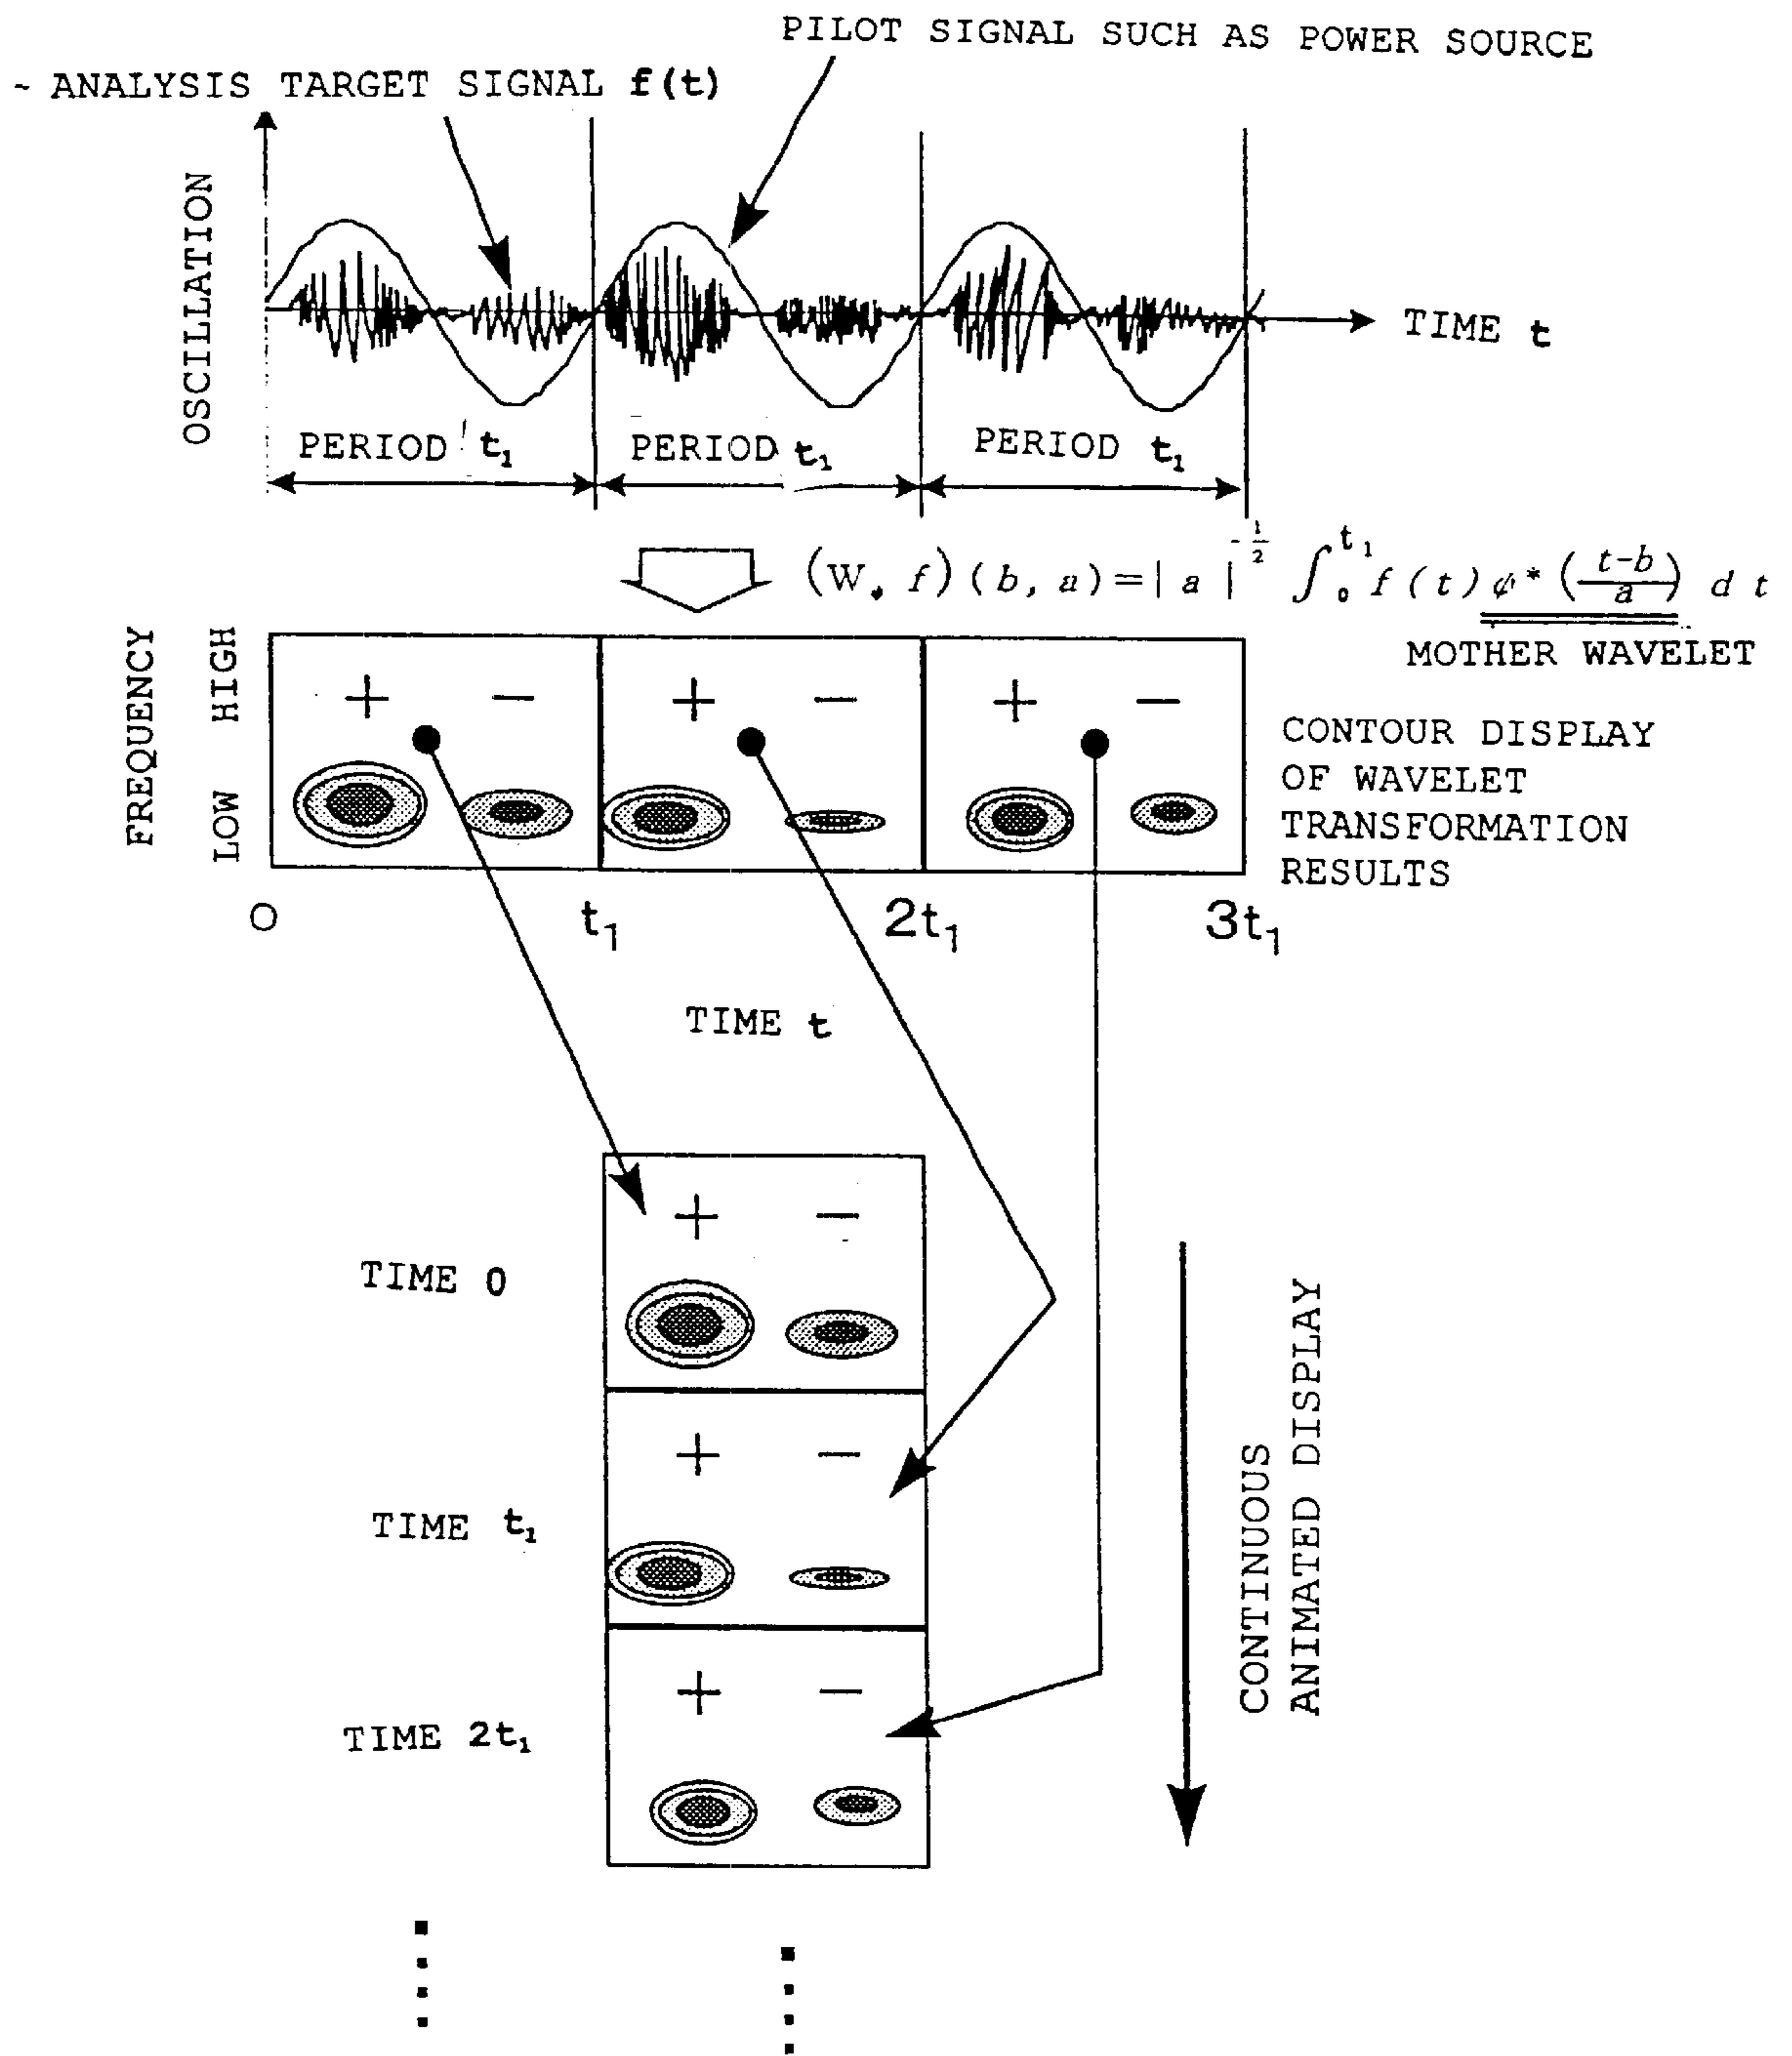 PILOT SIGNAL SUCH AS POWER SOURCE
- ANALYSIS TARGET SIGNAL f(t)
OSCILLATION
TIME t
PERIOD t₁
PERIOD t₁
PERIOD t₁
(W f)(b, a)=|a|^{-1/2} ∫₀^{t₁} f(t) ψ*((t-b)/a) dt
MOTHER WAVELET
FREQUENCY
LOW HIGH
+ −
+ −
+ −
CONTOUR DISPLAY
OF WAVELET
TRANSFORMATION
RESULTS
0 t₁ 2t₁ 3t₁
TIME t
+ −
TIME 0
+ −
TIME t₁
+ −
TIME 2t₁
CONTINUOUS
ANIMATED DISPLAY